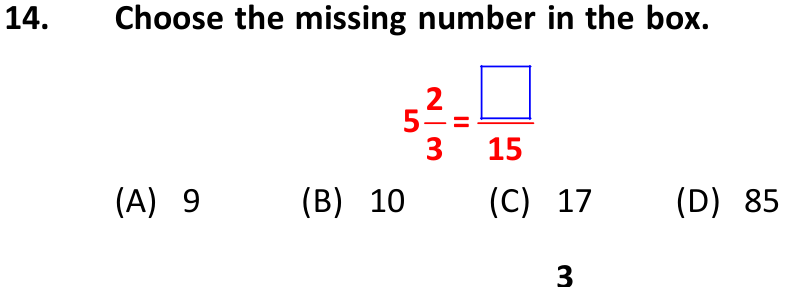 14. Choose the missing number in the box.
5 2/3 = □/15
(A) 9 (B) 10 (C) 17 (D) 85
3